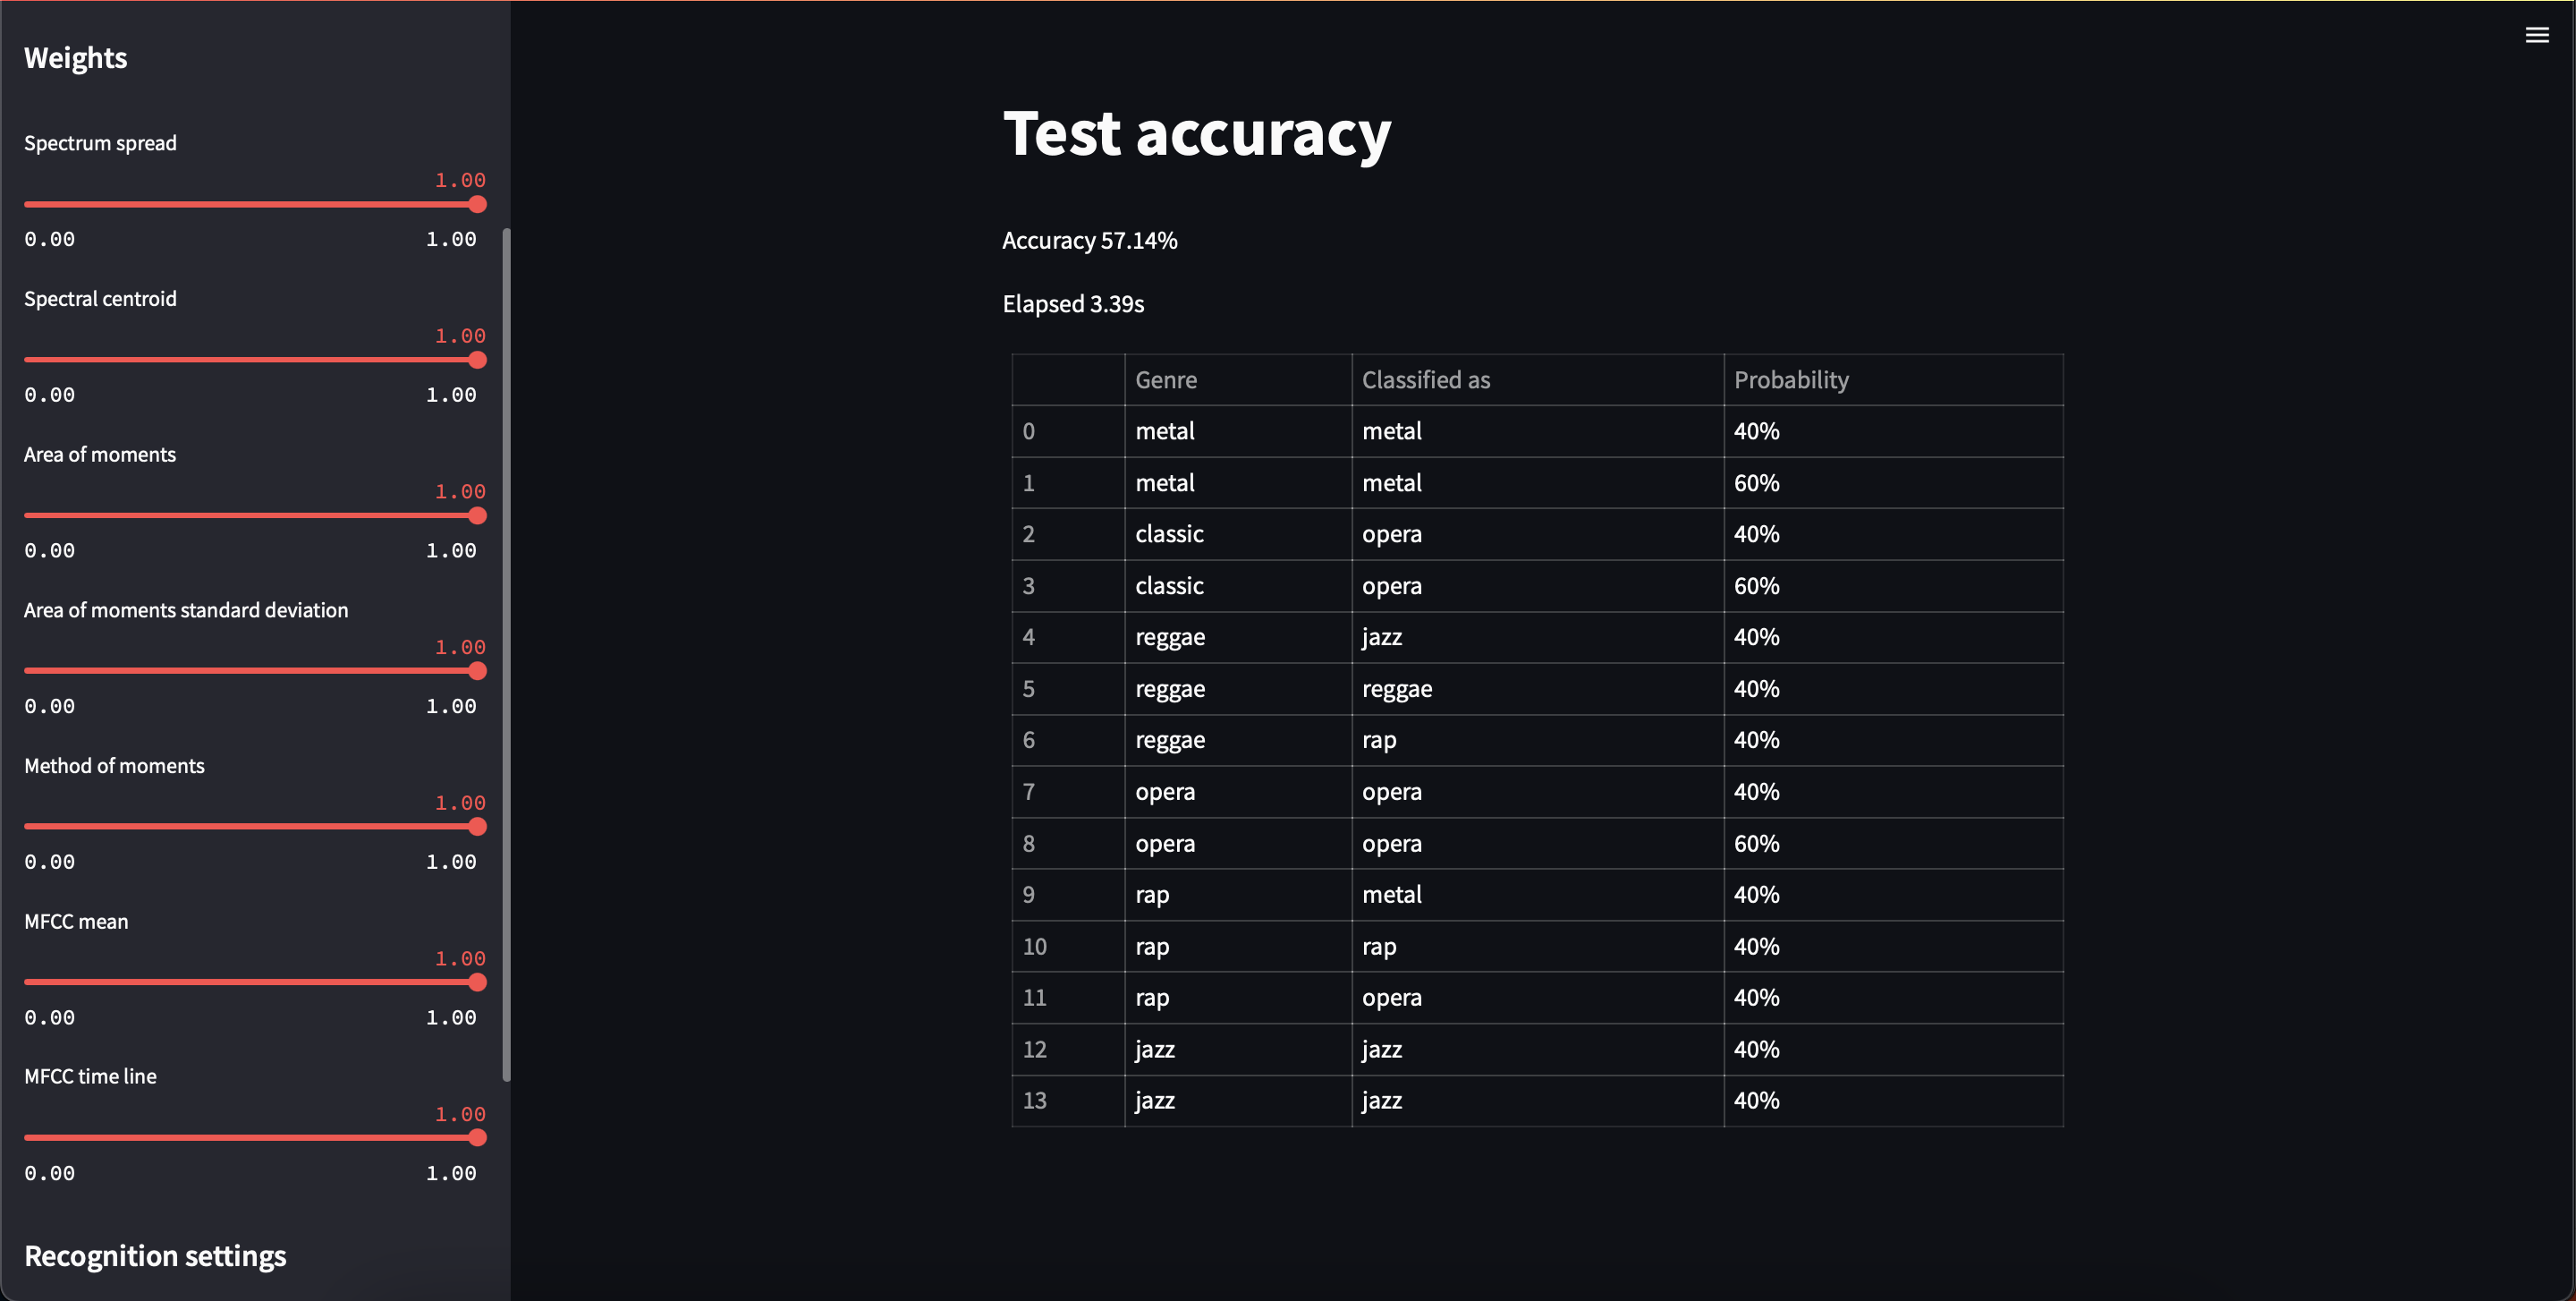 Weights
Spectrum spread
1.00
0.00 1.00
Spectral centroid
1.00
0.00 1.00
Area of moments
1.00
0.00 1.00
Area of moments standard deviation
1.00
0.00 1.00
Method of moments
1.00
0.00 1.00
MFCC mean
1.00
0.00 1.00
MFCC time line
1.00
0.00 1.00
Recognition settings
Test accuracy
Accuracy 57.14%
Elapsed 3.39s
Genre Classified as Probability
0 metal metal 40%
1 metal metal 60%
2 classic opera 40%
3 classic opera 60%
4 reggae jazz 40%
5 reggae reggae 40%
6 reggae rap 40%
7 opera opera 40%
8 opera opera 60%
9 rap metal 40%
10 rap rap 40%
11 rap opera 40%
12 jazz jazz 40%
13 jazz jazz 40%